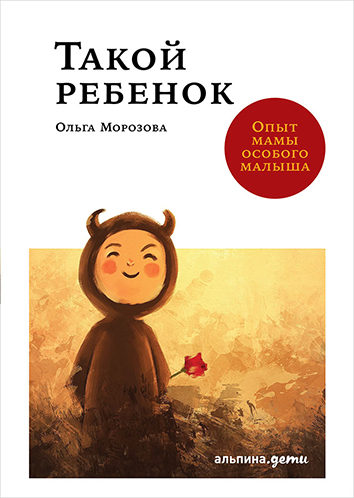 Такой
ребенок
Ольга Морозова
Опыт
мамы
особого
малыша
альпина.дети